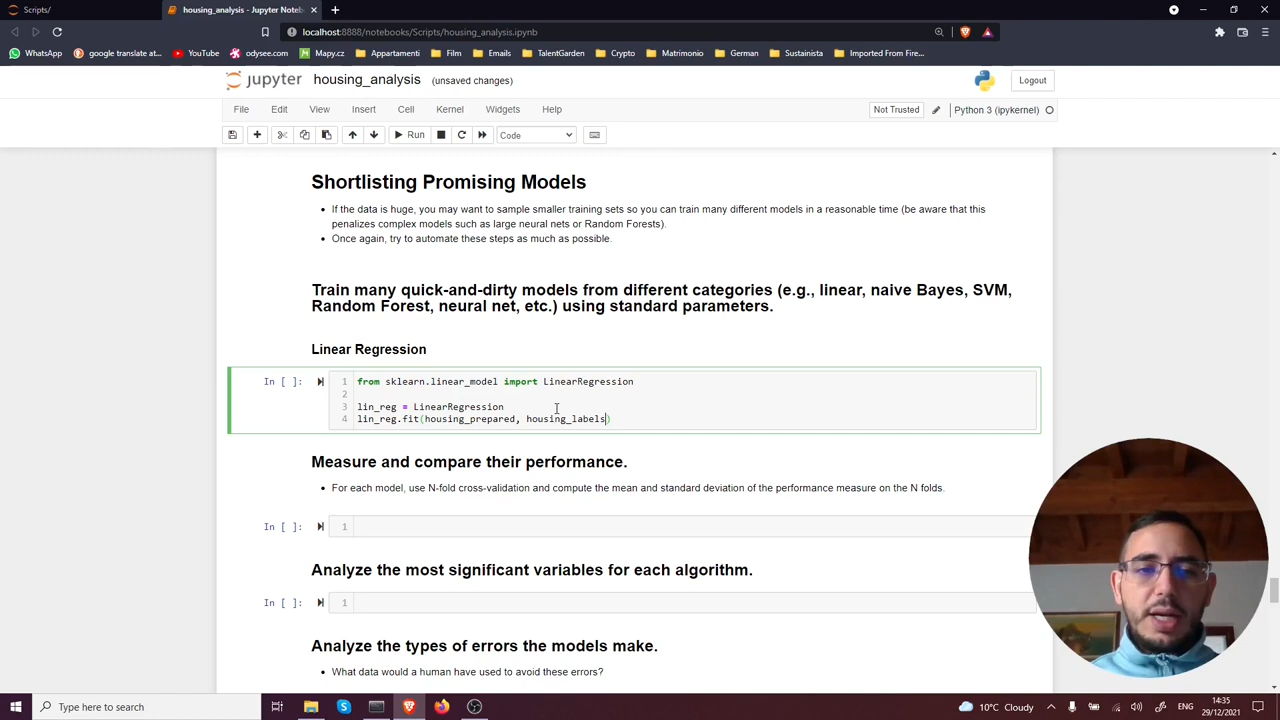 Scripts/
housing_analysis - Jupyter Noteb
localhost:8888/notebooks/Scripts/housing_analysis.ipynb
WhatsApp
google translate at...
YouTube
odysee.com
Mapy.cz
Appartamenti
Film
Emails
TalentGarden
Crypto
Matrimonio
German
Sustainista
Imported From Fire...
jupyter
housing_analysis
(unsaved changes)
Logout
File
Edit
View
Insert
Cell
Kernel
Widgets
Help
Not Trusted
Python 3 (ipykernel)
Run
Code
Shortlisting Promising Models
• If the data is huge, you may want to sample smaller training sets so you can train many different models in a reasonable time (be aware that this
penalizes complex models such as large neural nets or Random Forests).
• Once again, try to automate these steps as much as possible.
Train many quick-and-dirty models from different categories (e.g., linear, naive Bayes, SVM,
Random Forest, neural net, etc.) using standard parameters.
Linear Regression
In [ ]:
1 from sklearn.linear_model import LinearRegression
2
3 lin_reg = LinearRegression
4 lin_reg.fit(housing_prepared, housing_labels)
Measure and compare their performance.
• For each model, use N-fold cross-validation and compute the mean and standard deviation of the performance measure on the N folds.
In [ ]: 1
Analyze the most significant variables for each algorithm.
In [ ]: 1
Analyze the types of errors the models make.
• What data would a human have used to avoid these errors?
Type here to search
10°C Cloudy
14:35
29/12/2021